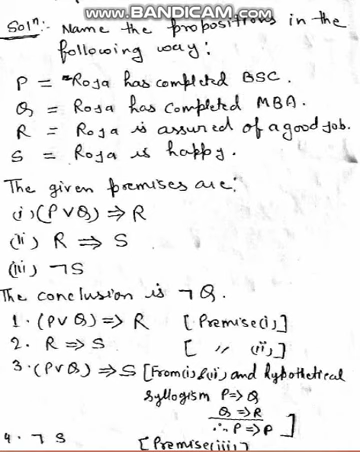 WWW.BANDICAM.COM
Solⁿ:- Name the propositions in the
following way:
P = Roja has completed BSC.
Q = Roja has completed MBA.
R = Roja is assured of a good job.
S = Roja is happy.
The given premises are:
(i) (P ∨ Q) ⇒ R
(ii) R ⇒ S
(iii) ¬S
The conclusion is ¬Q.
1. (P ∨ Q) ⇒ R [Premise(i)]
2. R ⇒ S [ " (ii)]
3. (P ∨ Q) ⇒ S [From (1) & (2) and hypothetical
syllogism P ⇒ Q
Q ⇒ R
∴ P ⇒ P ]
4. ¬ S [Premise(iii)]